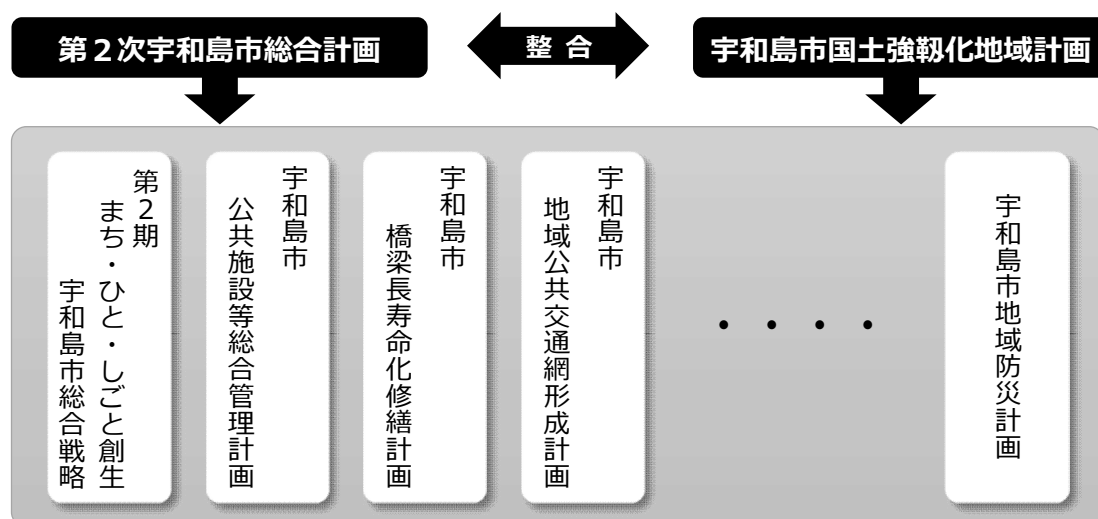 第２次宇和島市総合計画
整 合
宇和島市国土強靱化地域計画
第２期
まち・ひと・しごと創生
宇和島市総合戦略
宇和島市
公共施設等総合管理計画
宇和島市
橋梁長寿命化修繕計画
宇和島市
地域公共交通網形成計画
・・・・
宇和島市地域防災計画